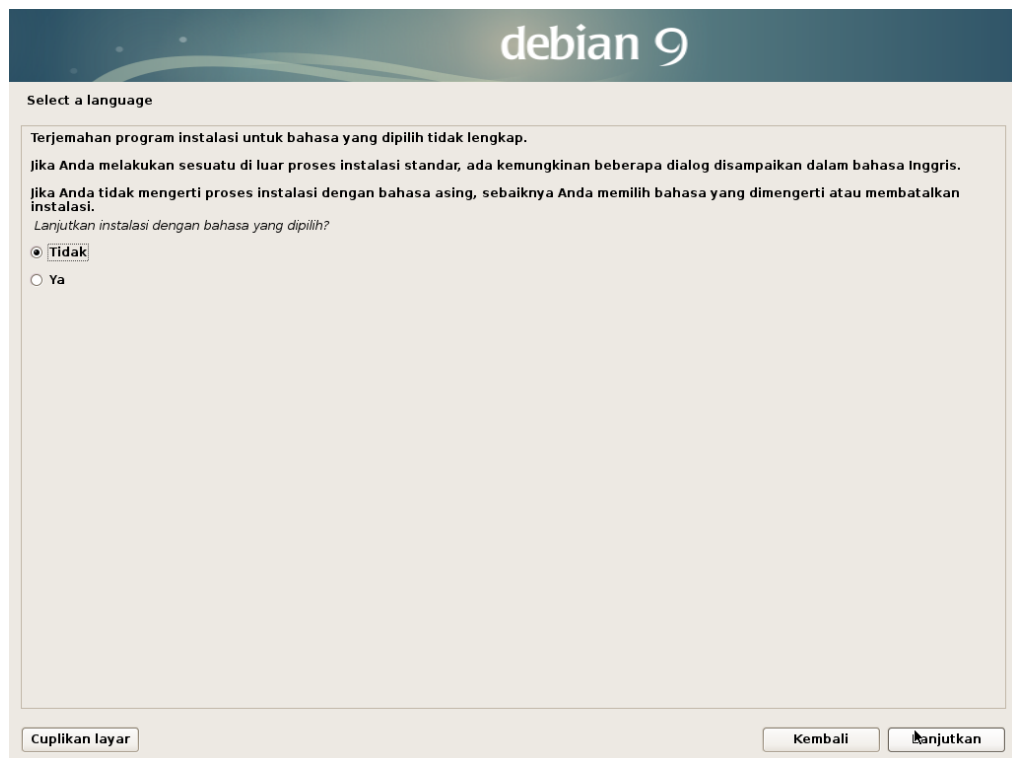 debian 9
Select a language
Terjemahan program instalasi untuk bahasa yang dipilih tidak lengkap.
Jika Anda melakukan sesuatu di luar proses instalasi standar, ada kemungkinan beberapa dialog disampaikan dalam bahasa Inggris.
Jika Anda tidak mengerti proses instalasi dengan bahasa asing, sebaiknya Anda memilih bahasa yang dimengerti atau membatalkan
instalasi.
Lanjutkan instalasi dengan bahasa yang dipilih?
Tidak
Ya
Cuplikan layar
Kembali
Lanjutkan